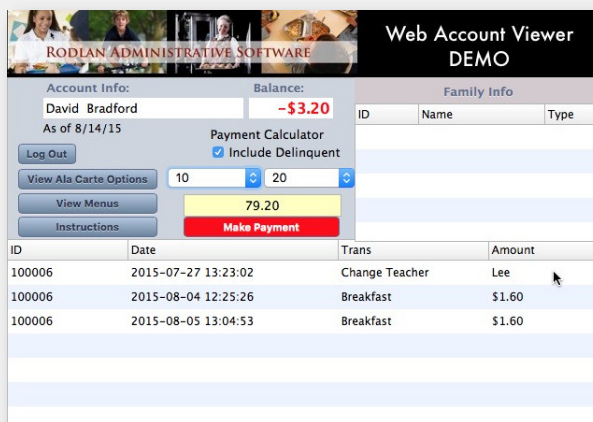 RODLAN ADMINISTRATIVE SOFTWARE
Web Account Viewer
DEMO
Account Info:
Balance:
David Bradford
-$3.20
As of 8/14/15
Payment Calculator
Include Delinquent
Log Out
View Ala Carte Options
10
20
View Menus
79.20
Instructions
Make Payment
Family Info
ID Name Type
ID Date Trans Amount
100006 2015-07-27 13:23:02 Change Teacher Lee
100006 2015-08-04 12:25:26 Breakfast $1.60
100006 2015-08-05 13:04:53 Breakfast $1.60